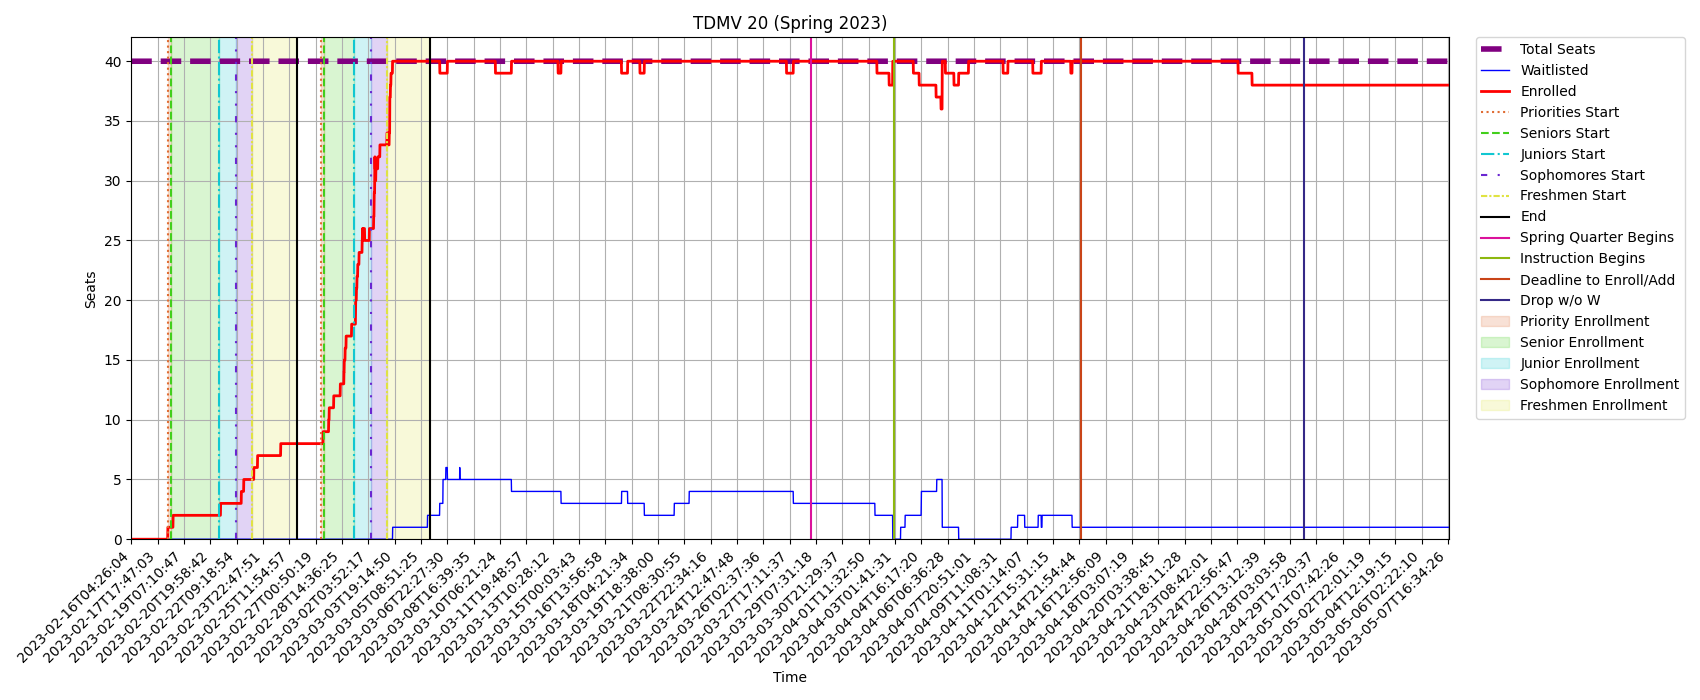 TDMV 20 (Spring 2023)
Seats
40
35
30
25
20
15
10
5
0
2023-02-16T04:26:04
2023-02-17T17:47:03
2023-02-19T07:10:47
2023-02-20T19:58:42
2023-02-22T09:18:54
2023-02-23T22:47:51
2023-02-25T11:54:57
2023-02-27T00:50:19
2023-02-28T14:36:25
2023-03-02T03:52:17
2023-03-03T19:14:50
2023-03-05T08:51:25
2023-03-06T22:27:30
2023-03-08T16:39:35
2023-03-10T06:21:24
2023-03-11T19:48:57
2023-03-13T10:28:12
2023-03-15T00:03:43
2023-03-16T13:56:58
2023-03-18T04:21:34
2023-03-19T18:38:00
2023-03-21T08:30:55
2023-03-22T22:34:16
2023-03-24T12:47:48
2023-03-26T02:37:36
2023-03-27T17:11:37
2023-03-29T07:31:18
2023-03-30T21:29:37
2023-04-01T11:32:50
2023-04-03T01:41:31
2023-04-04T16:17:20
2023-04-06T06:36:28
2023-04-07T20:51:01
2023-04-09T11:08:31
2023-04-11T01:14:07
2023-04-12T15:31:15
2023-04-14T21:54:44
2023-04-16T12:56:09
2023-04-18T03:07:19
2023-04-20T03:38:45
2023-04-21T18:11:28
2023-04-23T08:42:01
2023-04-24T22:56:47
2023-04-26T13:12:39
2023-04-28T03:03:58
2023-04-29T17:20:37
2023-05-01T07:42:26
2023-05-02T22:01:19
2023-05-04T12:19:15
2023-05-06T02:22:10
2023-05-07T16:34:26
Time
Total Seats
Waitlisted
Enrolled
Priorities Start
Seniors Start
Juniors Start
Sophomores Start
Freshmen Start
End
Spring Quarter Begins
Instruction Begins
Deadline to Enroll/Add
Drop w/o W
Priority Enrollment
Senior Enrollment
Junior Enrollment
Sophomore Enrollment
Freshmen Enrollment